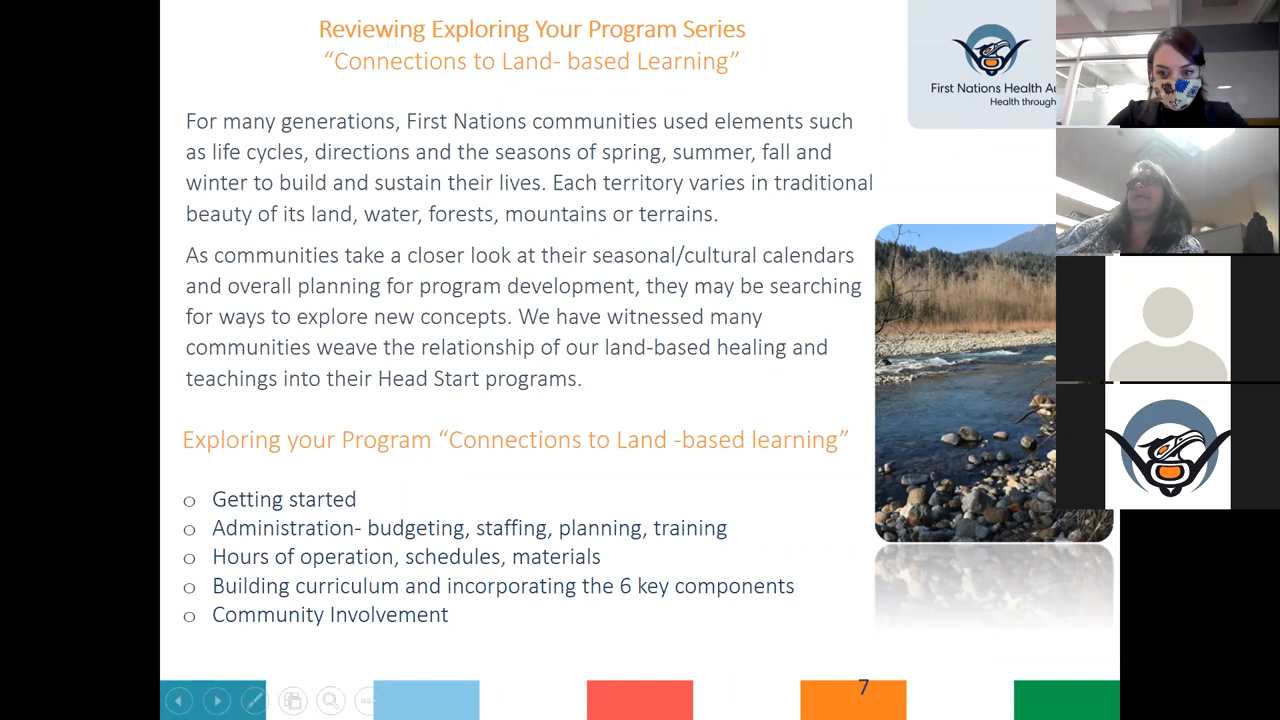 Reviewing Exploring Your Program Series
“Connections to Land- based Learning”
First Nations Health
Health through
For many generations, First Nations communities used elements such
as life cycles, directions and the seasons of spring, summer, fall and
winter to build and sustain their lives. Each territory varies in traditional
beauty of its land, water, forests, mountains or terrains.
As communities take a closer look at their seasonal/cultural calendars
and overall planning for program development, they may be searching
for ways to explore new concepts. We have witnessed many
communities weave the relationship of our land-based healing and
teachings into their Head Start programs.
Exploring your Program “Connections to Land -based learning”
o Getting started
o Administration- budgeting, staffing, planning, training
o Hours of operation, schedules, materials
o Building curriculum and incorporating the 6 key components
o Community Involvement
7